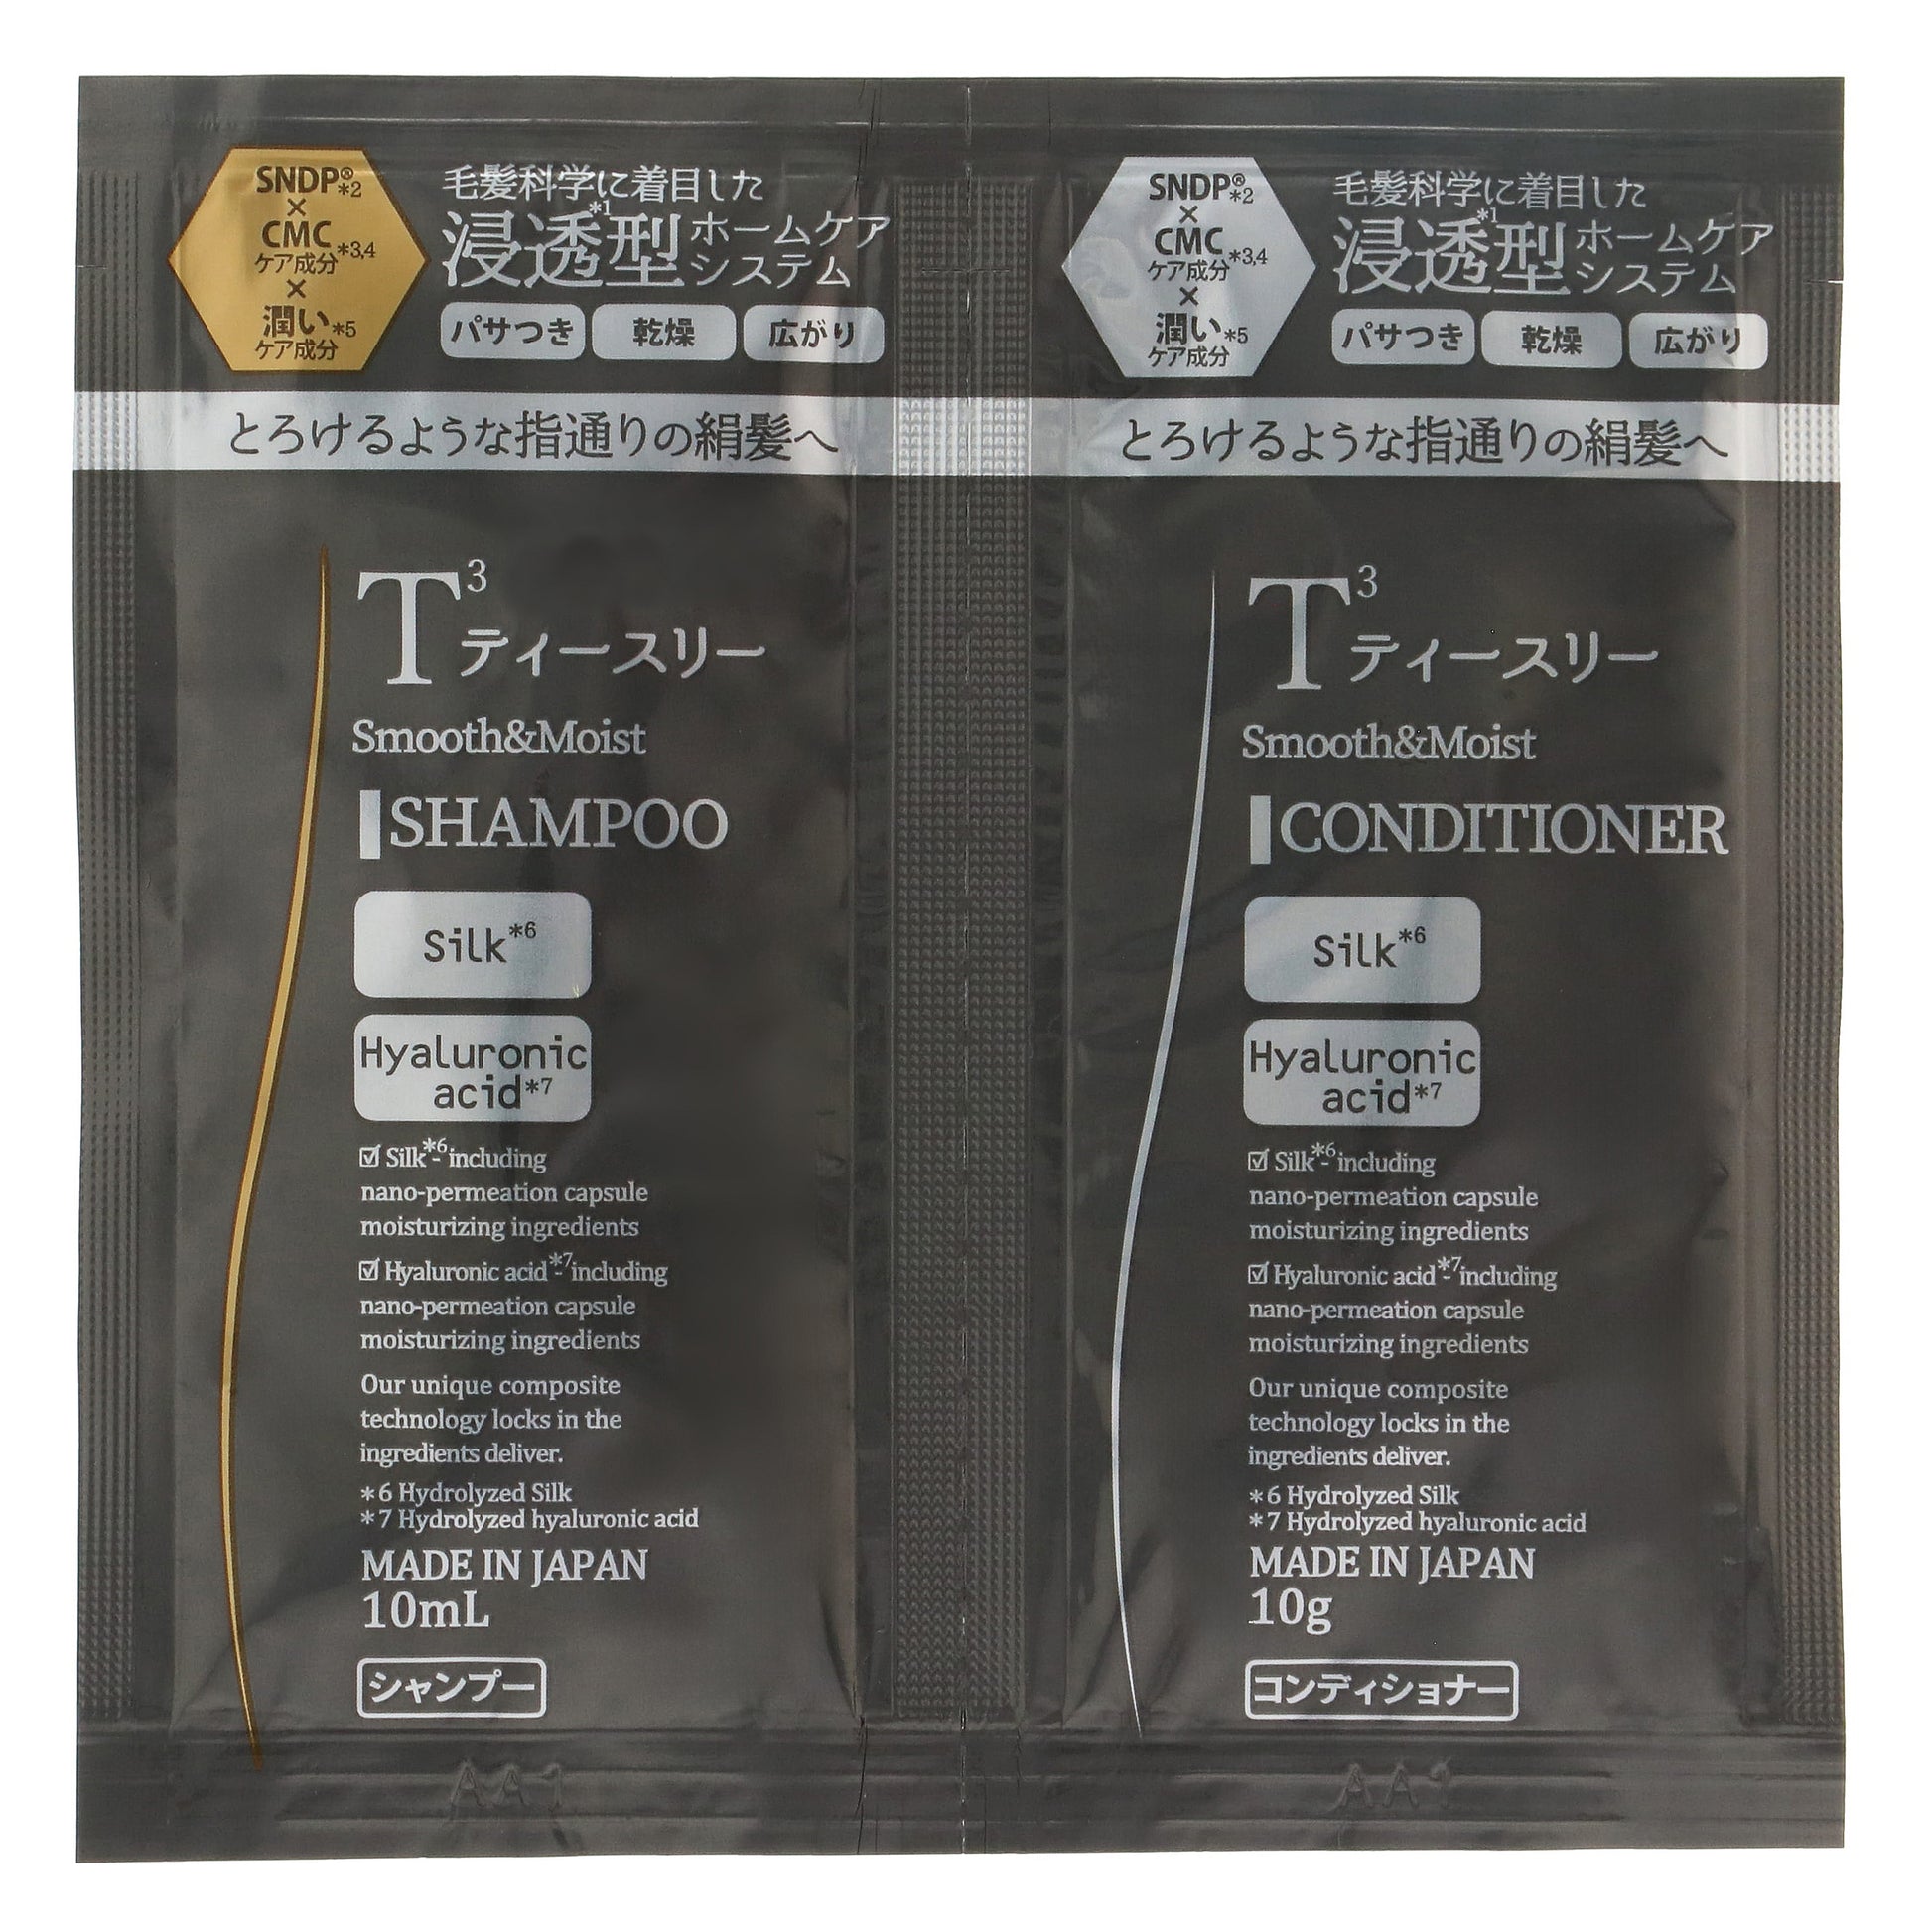 SNDP®*2
×
CMC*3,4
ケア成分
×
潤い*5
ケア成分
毛髪科学に着目した
浸透型*1ホームケア
システム
パサつき 乾燥 広がり
とろけるような指通りの絹髪へ
T3
ティースリー
Smooth&Moist
SHAMPOO
Silk*6
Hyaluronic
acid*7
☑ Silk*6-including
nano-permeation capsule
moisturizing ingredients
☑ Hyaluronic acid*7-including
nano-permeation capsule
moisturizing ingredients
Our unique composite
technology locks in the
ingredients deliver.
*6 Hydrolyzed Silk
*7 Hydrolyzed hyaluronic acid
MADE IN JAPAN
10mL
シャンプー
AA1
SNDP®*2
×
CMC*3,4
ケア成分
×
潤い*5
ケア成分
毛髪科学に着目した
浸透型*1ホームケア
システム
パサつき 乾燥 広がり
とろけるような指通りの絹髪へ
T3
ティースリー
Smooth&Moist
CONDITIONER
Silk*6
Hyaluronic
acid*7
☑ Silk*6-including
nano-permeation capsule
moisturizing ingredients
☑ Hyaluronic acid*7-including
nano-permeation capsule
moisturizing ingredients
Our unique composite
technology locks in the
ingredients deliver.
*6 Hydrolyzed Silk
*7 Hydrolyzed hyaluronic acid
MADE IN JAPAN
10g
コンディショナー
AA1